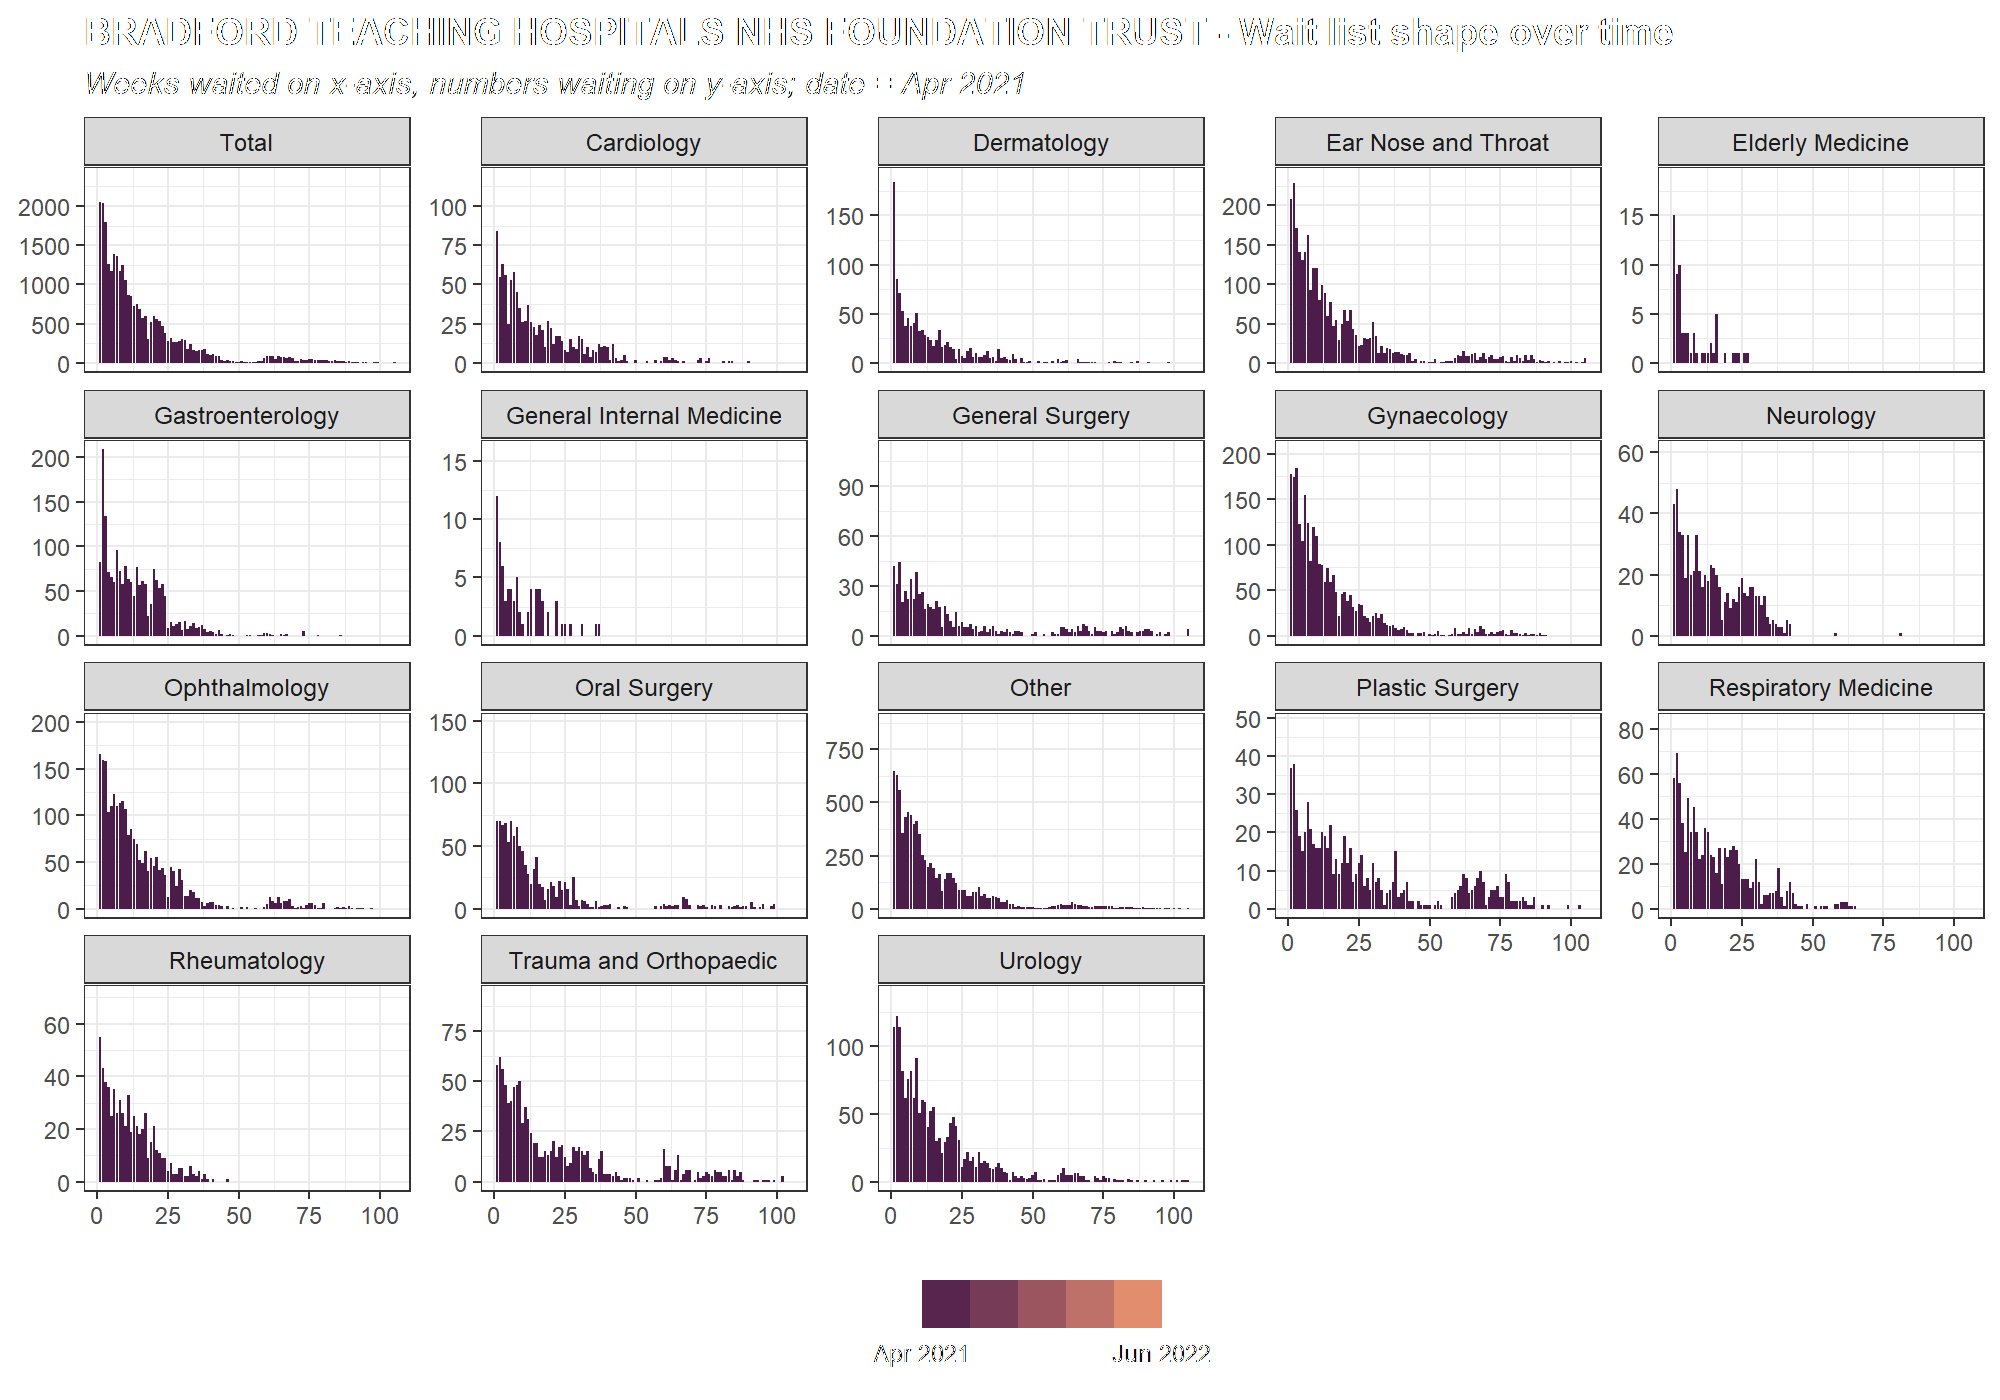 BRADFORD TEACHING HOSPITALS NHS FOUNDATION TRUST - Wait list shape over time
Weeks waited on x-axis, numbers waiting on y-axis; date = Apr 2021
Total
Cardiology
Dermatology
Ear Nose and Throat
Elderly Medicine
2000
1500
1000
500
0
100
75
50
25
0
150
100
50
0
200
150
100
50
0
15
10
5
0
Gastroenterology
General Internal Medicine
General Surgery
Gynaecology
Neurology
200
150
100
50
0
15
10
5
0
90
60
30
0
200
150
100
50
0
60
40
20
0
Ophthalmology
Oral Surgery
Other
Plastic Surgery
Respiratory Medicine
200
150
100
50
0
150
100
50
0
750
500
250
0
50
40
30
20
10
0
80
60
40
20
0
0 25 50 75 100
0 25 50 75 100
Rheumatology
Trauma and Orthopaedic
Urology
60
40
20
0
75
50
25
0
100
50
0
0 25 50 75 100
0 25 50 75 100
0 25 50 75 100
Apr 2021
Jun 2022